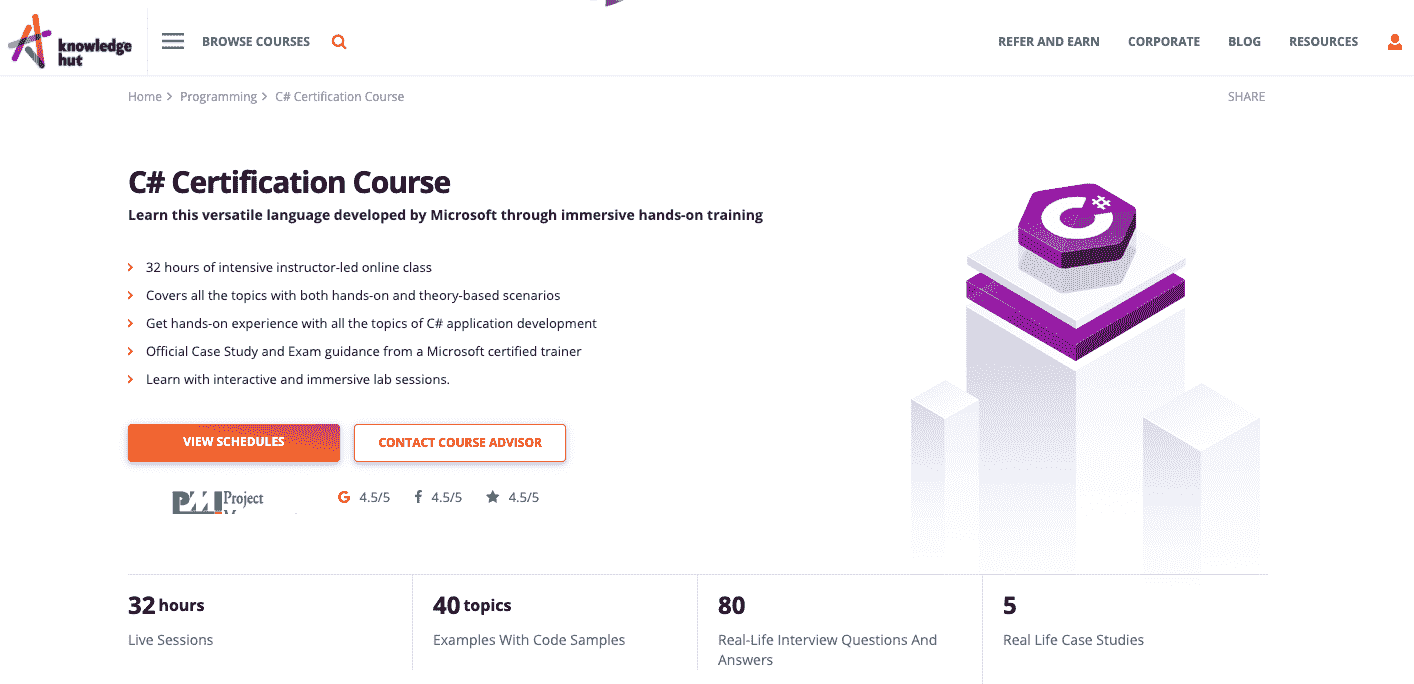 knowledge
hut
BROWSE COURSES
REFER AND EARN
CORPORATE
BLOG
RESOURCES
Home > Programming > C# Certification Course
SHARE
C# Certification Course
Learn this versatile language developed by Microsoft through immersive hands-on training
32 hours of intensive instructor-led online class
Covers all the topics with both hands-on and theory-based scenarios
Get hands-on experience with all the topics of C# application development
Official Case Study and Exam guidance from a Microsoft certified trainer
Learn with interactive and immersive lab sessions.
VIEW SCHEDULES
CONTACT COURSE ADVISOR
PMI Project
G 4.5/5
f 4.5/5
★ 4.5/5
32 hours
Live Sessions
40 topics
Examples With Code Samples
80
Real-Life Interview Questions And
Answers
5
Real Life Case Studies
C#